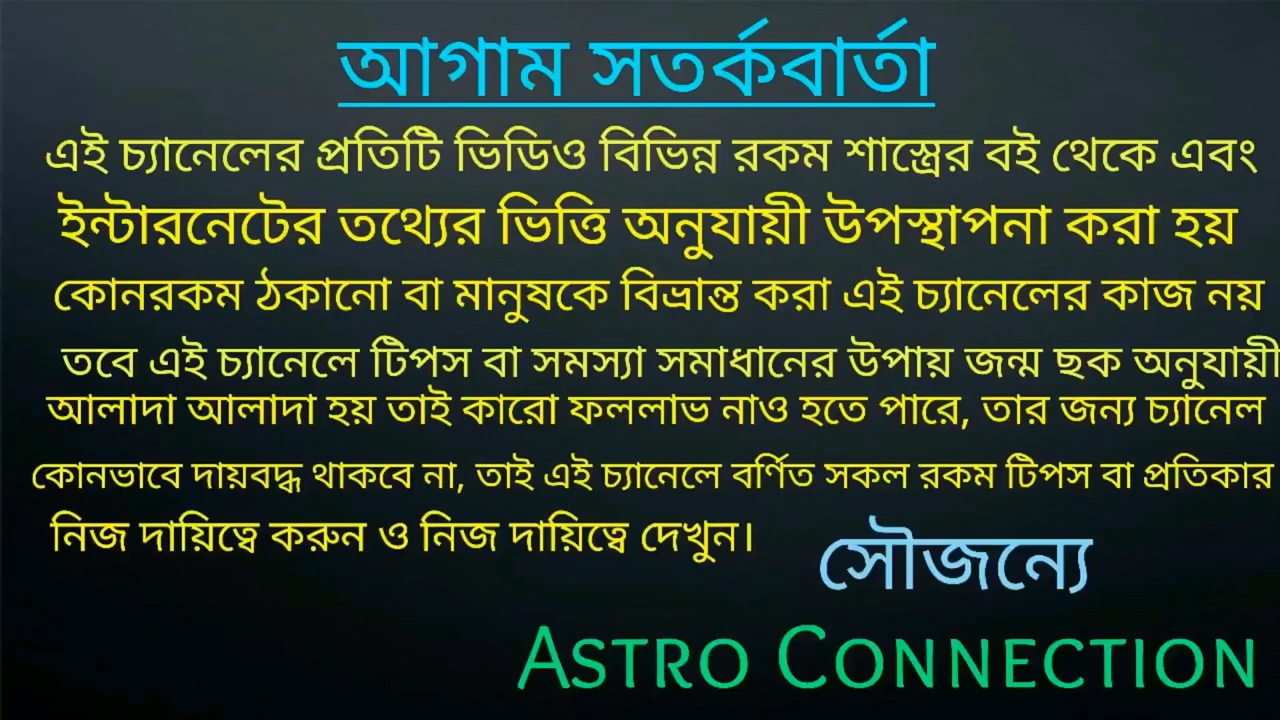 আগাম সতর্কবার্তা
এই চ্যানেলের প্রতিটি ভিডিও বিভিন্ন রকম শাস্ত্রের বই থেকে এবং
ইন্টারনেটের তথ্যের ভিত্তি অনুযায়ী উপস্থাপনা করা হয়
কোনরকম ঠকানো বা মানুষকে বিভ্রান্ত করা এই চ্যানেলের কাজ নয়
তবে এই চ্যানেলে টিপস বা সমস্যা সমাধানের উপায় জন্ম ছক অনুযায়ী
আলাদা আলাদা হয় তাই কারো ফললাভ নাও হতে পারে, তার জন্য চ্যানেল
কোনভাবে দায়বদ্ধ থাকবে না, তাই এই চ্যানেলে বর্ণিত সকল রকম টিপস বা প্রতিকার
নিজ দায়িত্বে করুন ও নিজ দায়িত্বে দেখুন।
সৌজন্যে
ASTRO CONNECTION